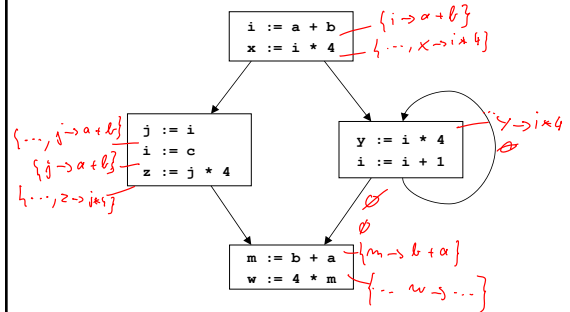 i := a + b
x := i * 4
{i→a+b}
{..., x→i*4}
j := i
i := c
z := j * 4
{..., j→a+b}
{j→a+b}
{..., z→j*4}
y := i * 4
i := i + 1
... y→i*4
∅
∅
∅
m := b + a
w := 4 * m
{m→b+a}
{... w→...}